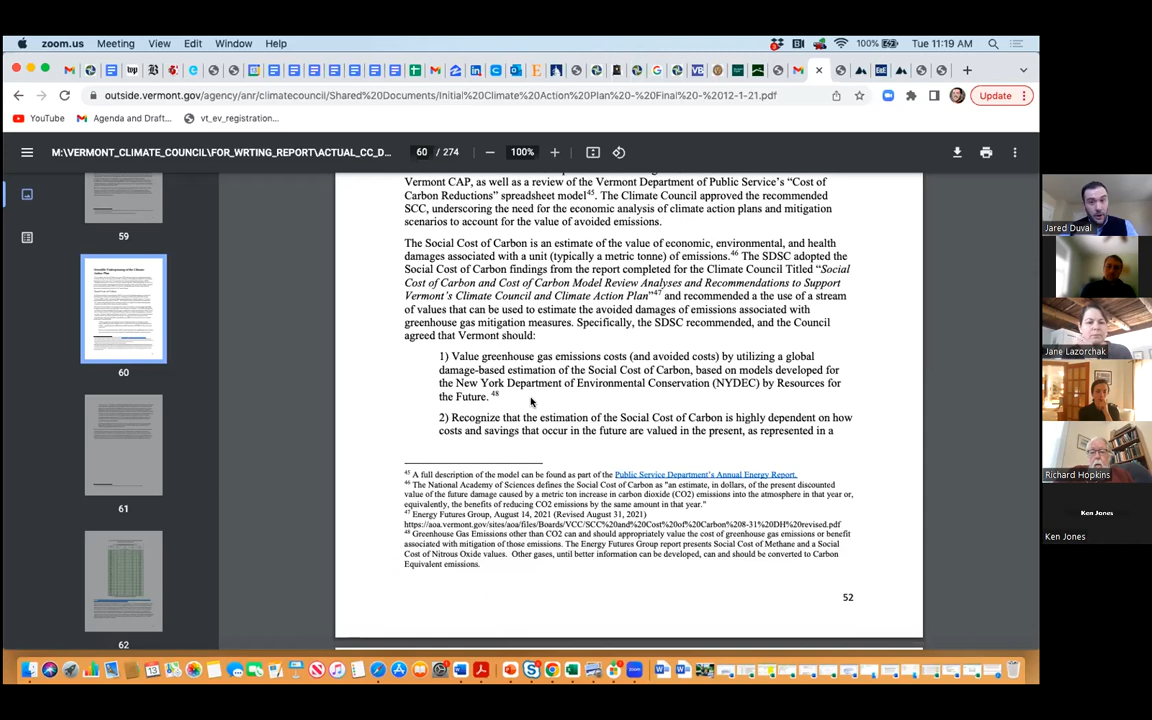 zoom.us Meeting View Edit Window Help
100% Tue 11:19 AM
outside.vermont.gov/agency/anr/climatecouncil/Shared%20Documents/Initial%20Climate%20Action%20Plan%20-%20Final%20-%2012-1-21.pdf
Update
YouTube Agenda and Draft... vt_ev_registration...
M:\VERMONT_CLIMATE_COUNCIL\FOR_WRTING_REPORT\ACTUAL_CC_D... 60 / 274 100%
59
60
61
62
Vermont CAP, as well as a review of the Vermont Department of Public Service's "Cost of
Carbon Reductions" spreadsheet model45. The Climate Council approved the recommended
SCC, underscoring the need for the economic analysis of climate action plans and mitigation
scenarios to account for the value of avoided emissions.
The Social Cost of Carbon is an estimate of the value of economic, environmental, and health
damages associated with a unit (typically a metric tonne) of emissions.46 The SDSC adopted the
Social Cost of Carbon findings from the report completed for the Climate Council Titled "Social
Cost of Carbon and Cost of Carbon Model Review Analyses and Recommendations to Support
Vermont's Climate Council and Climate Action Plan"47 and recommended a the use of a stream
of values that can be used to estimate the avoided damages of emissions associated with
greenhouse gas mitigation measures. Specifically, the SDSC recommended, and the Council
agreed that Vermont should:
1) Value greenhouse gas emissions costs (and avoided costs) by utilizing a global
damage-based estimation of the Social Cost of Carbon, based on models developed for
the New York Department of Environmental Conservation (NYDEC) by Resources for
the Future. 48
2) Recognize that the estimation of the Social Cost of Carbon is highly dependent on how
costs and savings that occur in the future are valued in the present, as represented in a
45 A full description of the model can be found as part of the Public Service Department's Annual Energy Report.
46 The National Academy of Sciences defines the Social Cost of Carbon as "an estimate, in dollars, of the present discounted
value of the future damage caused by a metric ton increase in carbon dioxide (CO2) emissions into the atmosphere in that year or,
equivalently, the benefits of reducing CO2 emissions by the same amount in that year."
47 Energy Futures Group, August 14, 2021 (Revised August 31, 2021)
https://aoa.vermont.gov/sites/aoa/files/Boards/VCC/SCC%20and%20Cost%20of%20Carbon%208-31%20DH%20revised.pdf
48 Greenhouse Gas Emissions other than CO2 can and should appropriately value the cost of greenhouse gas emissions or benefit
associated with mitigation of those emissions. The Energy Futures Group report presents Social Cost of Methane and a Social
Cost of Nitrous Oxide values. Other gases, until better information can be developed, can and should be converted to Carbon
Equivalent emissions.
52
Jared Duval
Jane Lazorchak
Richard Hopkins
Ken Jones
Ken Jones